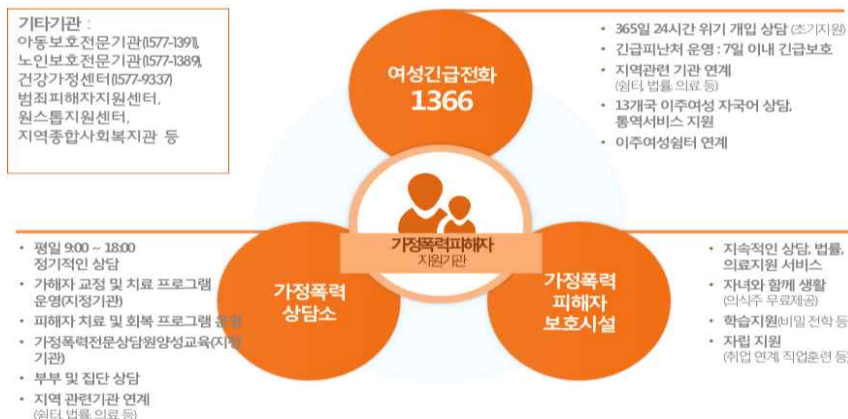 기타기관 :
아동보호전문기관(1577-1391),
노인보호전문기관(1577-1389),
건강가정센터(1577-9337)
범죄피해자지원센터,
원스톱지원센터,
지역종합사회복지관 등
여성긴급전화
1366
• 365일 24시간 위기 개입 상담 (초기지원)
• 긴급피난처 운영 : 7일 이내 긴급보호
• 지역관련 기관 연계
(쉼터, 법률, 의료 등)
• 13개국 이주여성 자국어 상담,
통역서비스 지원
• 이주여성쉼터 연계
가정폭력피해자
지원기관
가정폭력
상담소
• 평일 9:00 ~ 18:00
정기적인 상담
• 가해자 교정 및 치료 프로그램
운영(지정기관)
• 피해자 치료 및 회복 프로그램 운영
• 가정폭력전문상담원양성교육(지정
기관)
• 부부 및 집단 상담
• 지역 관련기관 연계
(쉼터, 법률, 의료 등)
가정폭력
피해자
보호시설
• 지속적인 상담, 법률,
의료지원 서비스
• 자녀와 함께 생활
(의식주 무료제공)
• 학습지원(비밀 전학 등
• 자립 지원
(취업 연계, 직업훈련 등